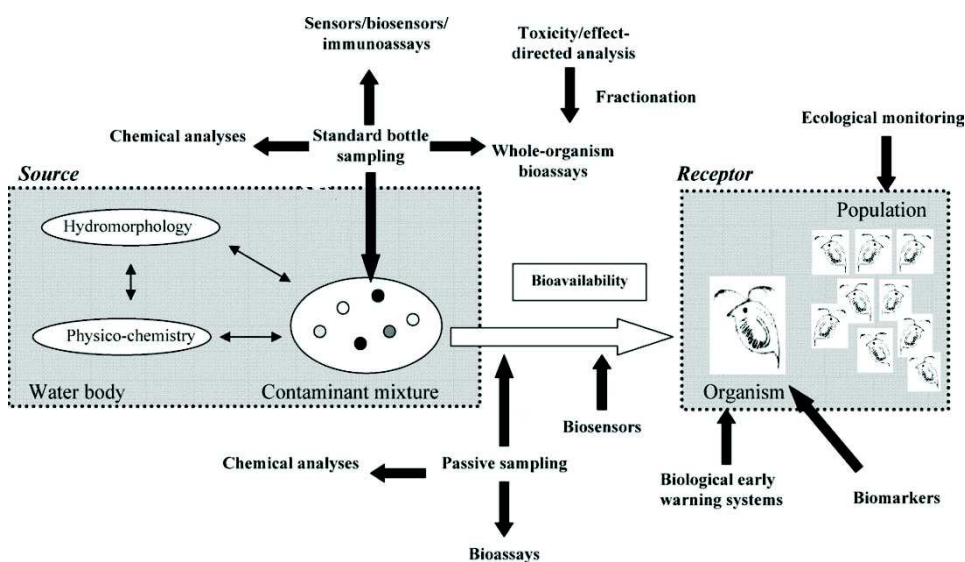 Sensors/biosensors/
immunoassays
Toxicity/effect-
directed analysis
Fractionation
Ecological monitoring
Chemical analyses
Standard bottle
sampling
Whole-organism
bioassays
Source
Receptor
Hydromorphology
Population
Bioavailability
Physico-chemistry
Water body
Contaminant mixture
Organism
Biosensors
Chemical analyses
Passive sampling
Biological early
warning systems
Biomarkers
Bioassays